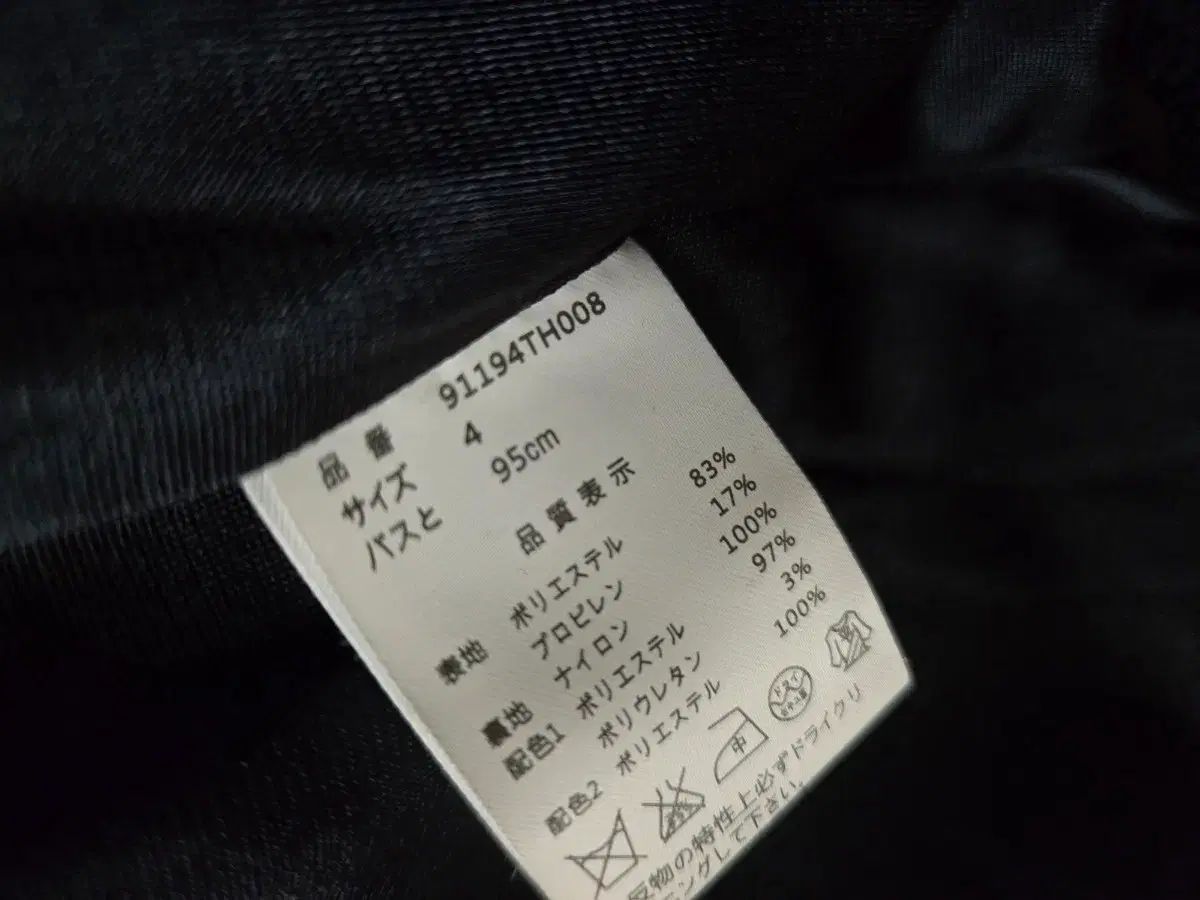 品番 91194TH008
サイズ 4
バスと 95cm
品質表示
表地 ポリエステル 83%
プロピレン 17%
裏地 ナイロン 100%
配色1 ポリエステル 97%
ポリウレタン 3%
配色2 ポリエステル 100%
中
反物の特性上必ずドライクリ
ングして下さい。